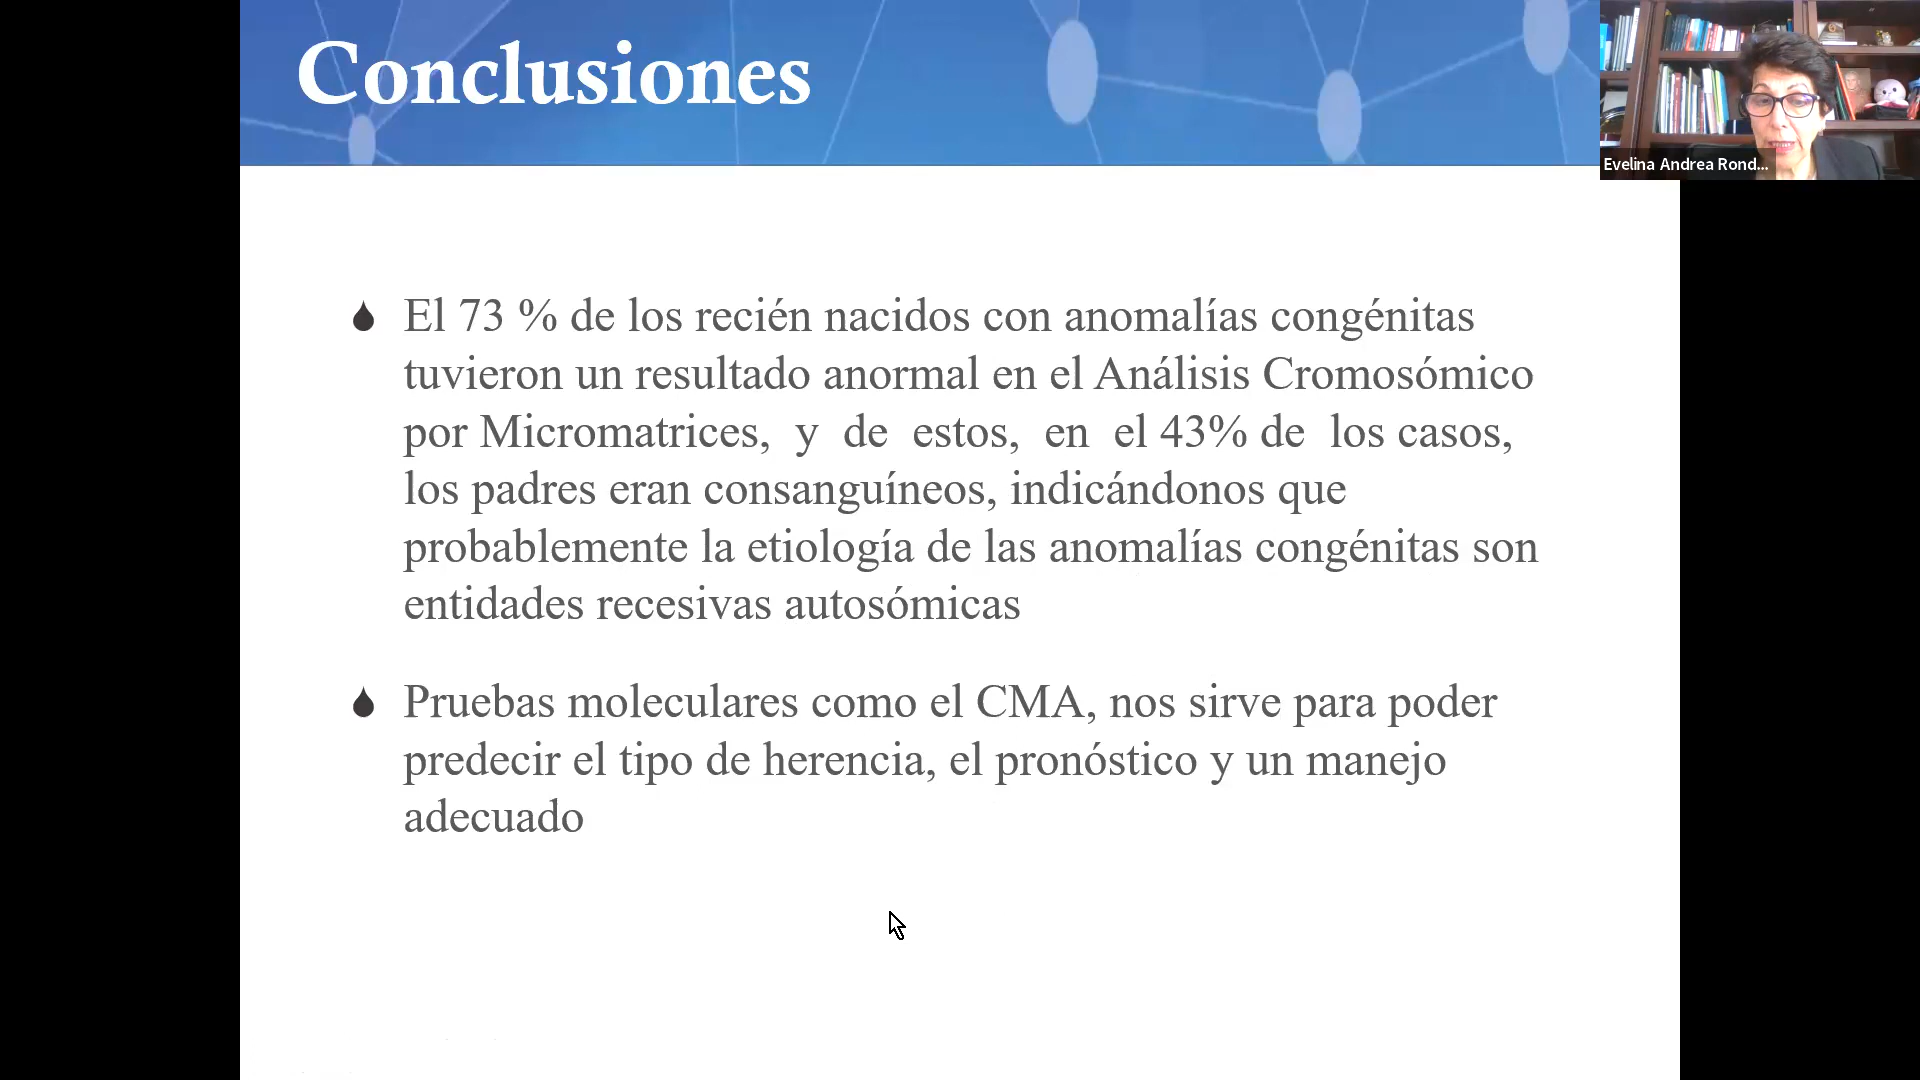 Conclusiones
Evelina Andrea Rond...
El 73 % de los recién nacidos con anomalías congénitas
tuvieron un resultado anormal en el Análisis Cromosómico
por Micromatrices, y de estos, en el 43% de los casos,
los padres eran consanguíneos, indicándonos que
probablemente la etiología de las anomalías congénitas son
entidades recesivas autosómicas
Pruebas moleculares como el CMA, nos sirve para poder
predecir el tipo de herencia, el pronóstico y un manejo
adecuado